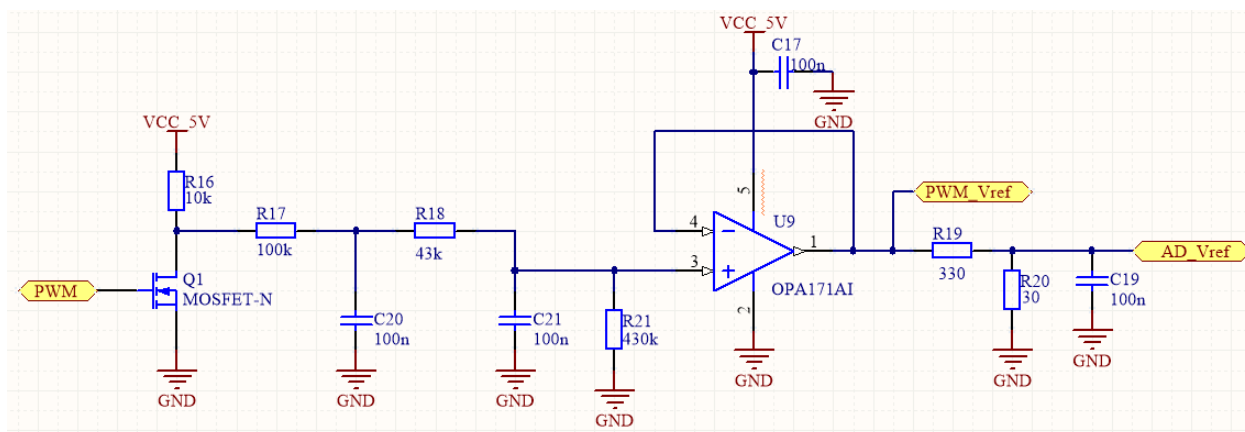 VCC_5V
C17
100n
GND
VCC_5V
R16
10k
R17
100k
R18
43k
5
U9
4
3
1
2
OPA171AI
PWM_Vref
R19
330
AD_Vref
R20
30
C19
100n
PWM
Q1
MOSFET-N
C20
100n
C21
100n
R21
430k
GND
GND
GND
GND
GND
GND
GND